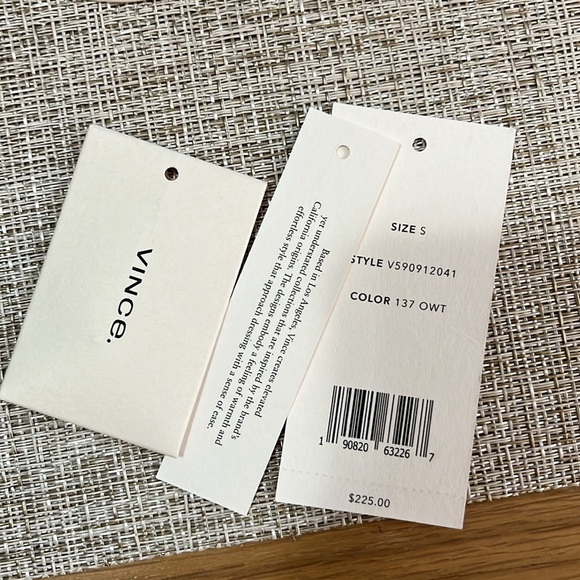 VINCE.
Based in Los Angeles, Vince creates elevated
yet understated collections that are inspired by the brand's
California origins. The designs embody a feeling of warmth and
effortless style that approach dressing with a sense of ease.
SIZE S
STYLE V590912041
COLOR 137 OWT
1 90820 63226 7
$225.00